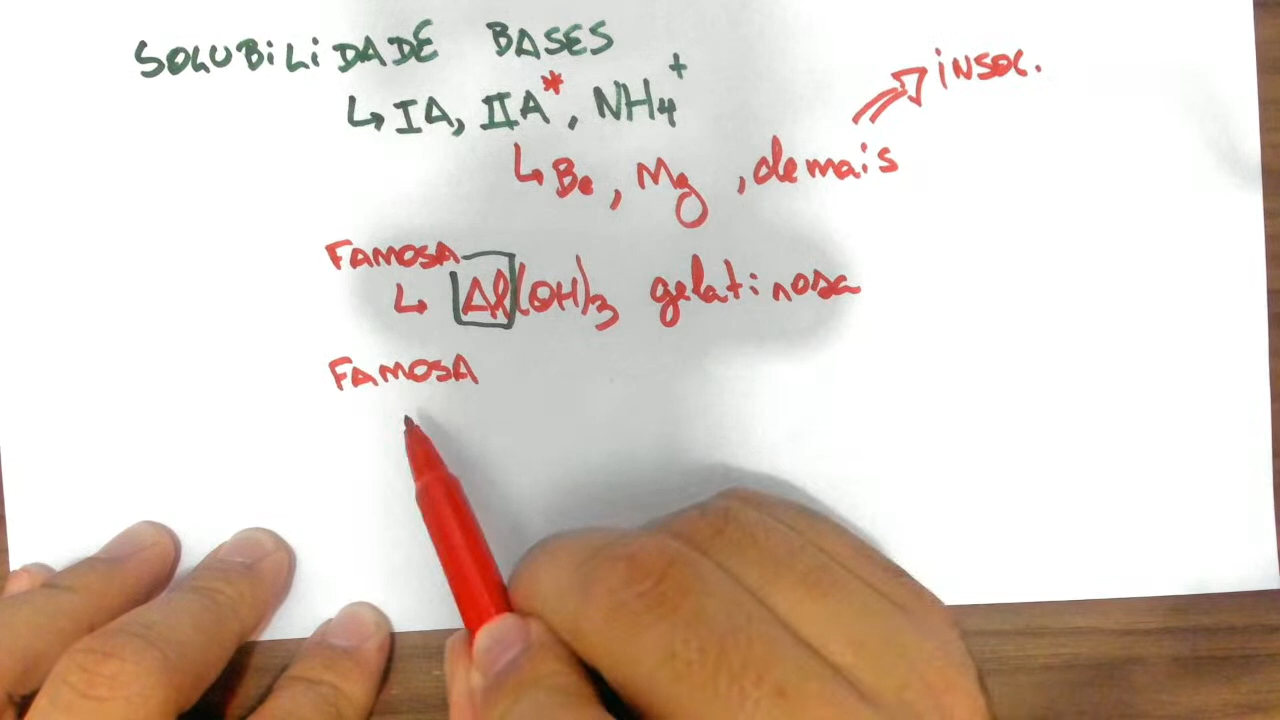 SOLUBiLiDADE BASES
↳ IA, IIA*, NH4+
insol.
↳ Be, Mg, demais
FAMOSA
↳ Al(OH)3 gelatinosa
FAMOSA